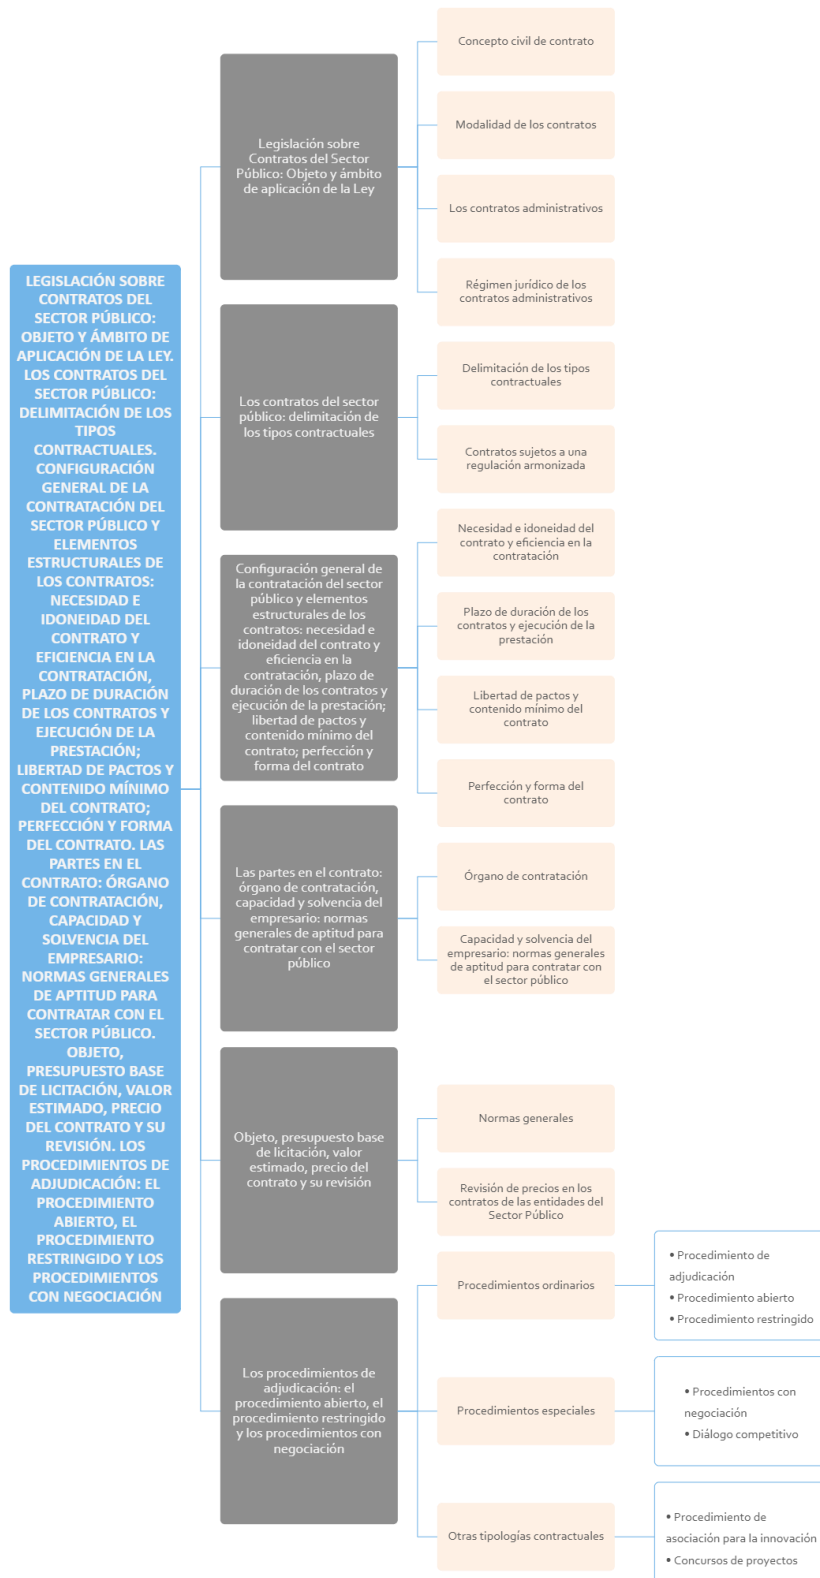 LEGISLACIÓN SOBRE
CONTRATOS DEL
SECTOR PÚBLICO:
OBJETO Y ÁMBITO DE
APLICACIÓN DE LA LEY.
LOS CONTRATOS DEL
SECTOR PÚBLICO:
DELIMITACIÓN DE LOS
TIPOS
CONTRACTUALES.
CONFIGURACIÓN
GENERAL DE LA
CONTRATACIÓN DEL
SECTOR PÚBLICO Y
ELEMENTOS
ESTRUCTURALES DE
LOS CONTRATOS:
NECESIDAD E
IDONEIDAD DEL
CONTRATO Y
EFICIENCIA EN LA
CONTRATACIÓN,
PLAZO DE DURACIÓN
DE LOS CONTRATOS Y
EJECUCIÓN DE LA
PRESTACIÓN;
LIBERTAD DE PACTOS Y
CONTENIDO MÍNIMO
DEL CONTRATO;
PERFECCIÓN Y FORMA
DEL CONTRATO. LAS
PARTES EN EL
CONTRATO: ÓRGANO
DE CONTRATACIÓN,
CAPACIDAD Y
SOLVENCIA DEL
EMPRESARIO:
NORMAS GENERALES
DE APTITUD PARA
CONTRATAR CON EL
SECTOR PÚBLICO.
OBJETO,
PRESUPUESTO BASE
DE LICITACIÓN, VALOR
ESTIMADO, PRECIO
DEL CONTRATO Y SU
REVISIÓN. LOS
PROCEDIMIENTOS DE
ADJUDICACIÓN: EL
PROCEDIMIENTO
ABIERTO, EL
PROCEDIMIENTO
RESTRINGIDO Y LOS
PROCEDIMIENTOS
CON NEGOCIACIÓN
Legislación sobre
Contratos del Sector
Público: Objeto y ámbito
de aplicación de la Ley
Concepto civil de contrato
Modalidad de los contratos
Los contratos administrativos
Régimen jurídico de los
contratos administrativos
Los contratos del sector
público: delimitación de
los tipos contractuales
Delimitación de los tipos
contractuales
Contratos sujetos a una
regulación armonizada
Configuración general de
la contratación del sector
público y elementos
estructurales de los
contratos: necesidad e
idoneidad del contrato y
eficiencia en la
contratación, plazo de
duración de los contratos y
ejecución de la prestación;
libertad de pactos y
contenido mínimo del
contrato; perfección y
forma del contrato
Necesidad e idoneidad del
contrato y eficiencia en la
contratación
Plazo de duración de los
contratos y ejecución de la
prestación
Libertad de pactos y
contenido mínimo del
contrato
Perfección y forma del
contrato
Las partes en el contrato:
órgano de contratación,
capacidad y solvencia del
empresario: normas
generales de aptitud para
contratar con el sector
público
Órgano de contratación
Capacidad y solvencia del
empresario: normas generales
de aptitud para contratar con
el sector público
Objeto, presupuesto base
de licitación, valor
estimado, precio del
contrato y su revisión
Normas generales
Revisión de precios en los
contratos de las entidades del
Sector Público
Los procedimientos de
adjudicación: el
procedimiento abierto, el
procedimiento restringido
y los procedimientos con
negociación
Procedimientos ordinarios
• Procedimiento de
adjudicación
• Procedimiento abierto
• Procedimiento restringido
Procedimientos especiales
• Procedimientos con
negociación
• Diálogo competitivo
Otras tipologías contractuales
• Procedimiento de
asociación para la innovación
• Concursos de proyectos